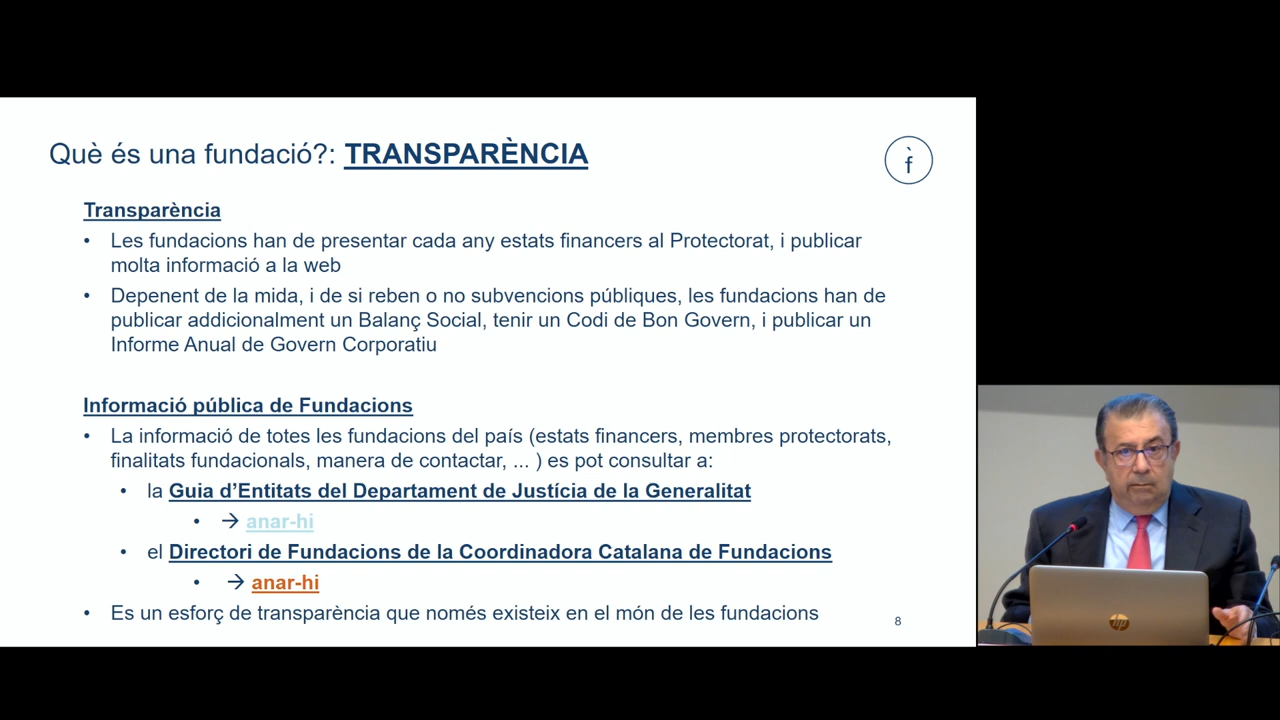 Què és una fundació?: TRANSPARÈNCIA
f̀
Transparència
• Les fundacions han de presentar cada any estats financers al Protectorat, i publicar
molta informació a la web
• Depenent de la mida, i de si reben o no subvencions públiques, les fundacions han de
publicar addicionalment un Balanç Social, tenir un Codi de Bon Govern, i publicar un
Informe Anual de Govern Corporatiu
Informació pública de Fundacions
• La informació de totes les fundacions del país (estats financers, membres protectorats,
finalitats fundacionals, manera de contactar, ... ) es pot consultar a:
• la Guia d’Entitats del Departament de Justícia de la Generalitat
• → anar-hi
• el Directori de Fundacions de la Coordinadora Catalana de Fundacions
• → anar-hi
• Es un esforç de transparència que només existeix en el món de les fundacions
8
hp